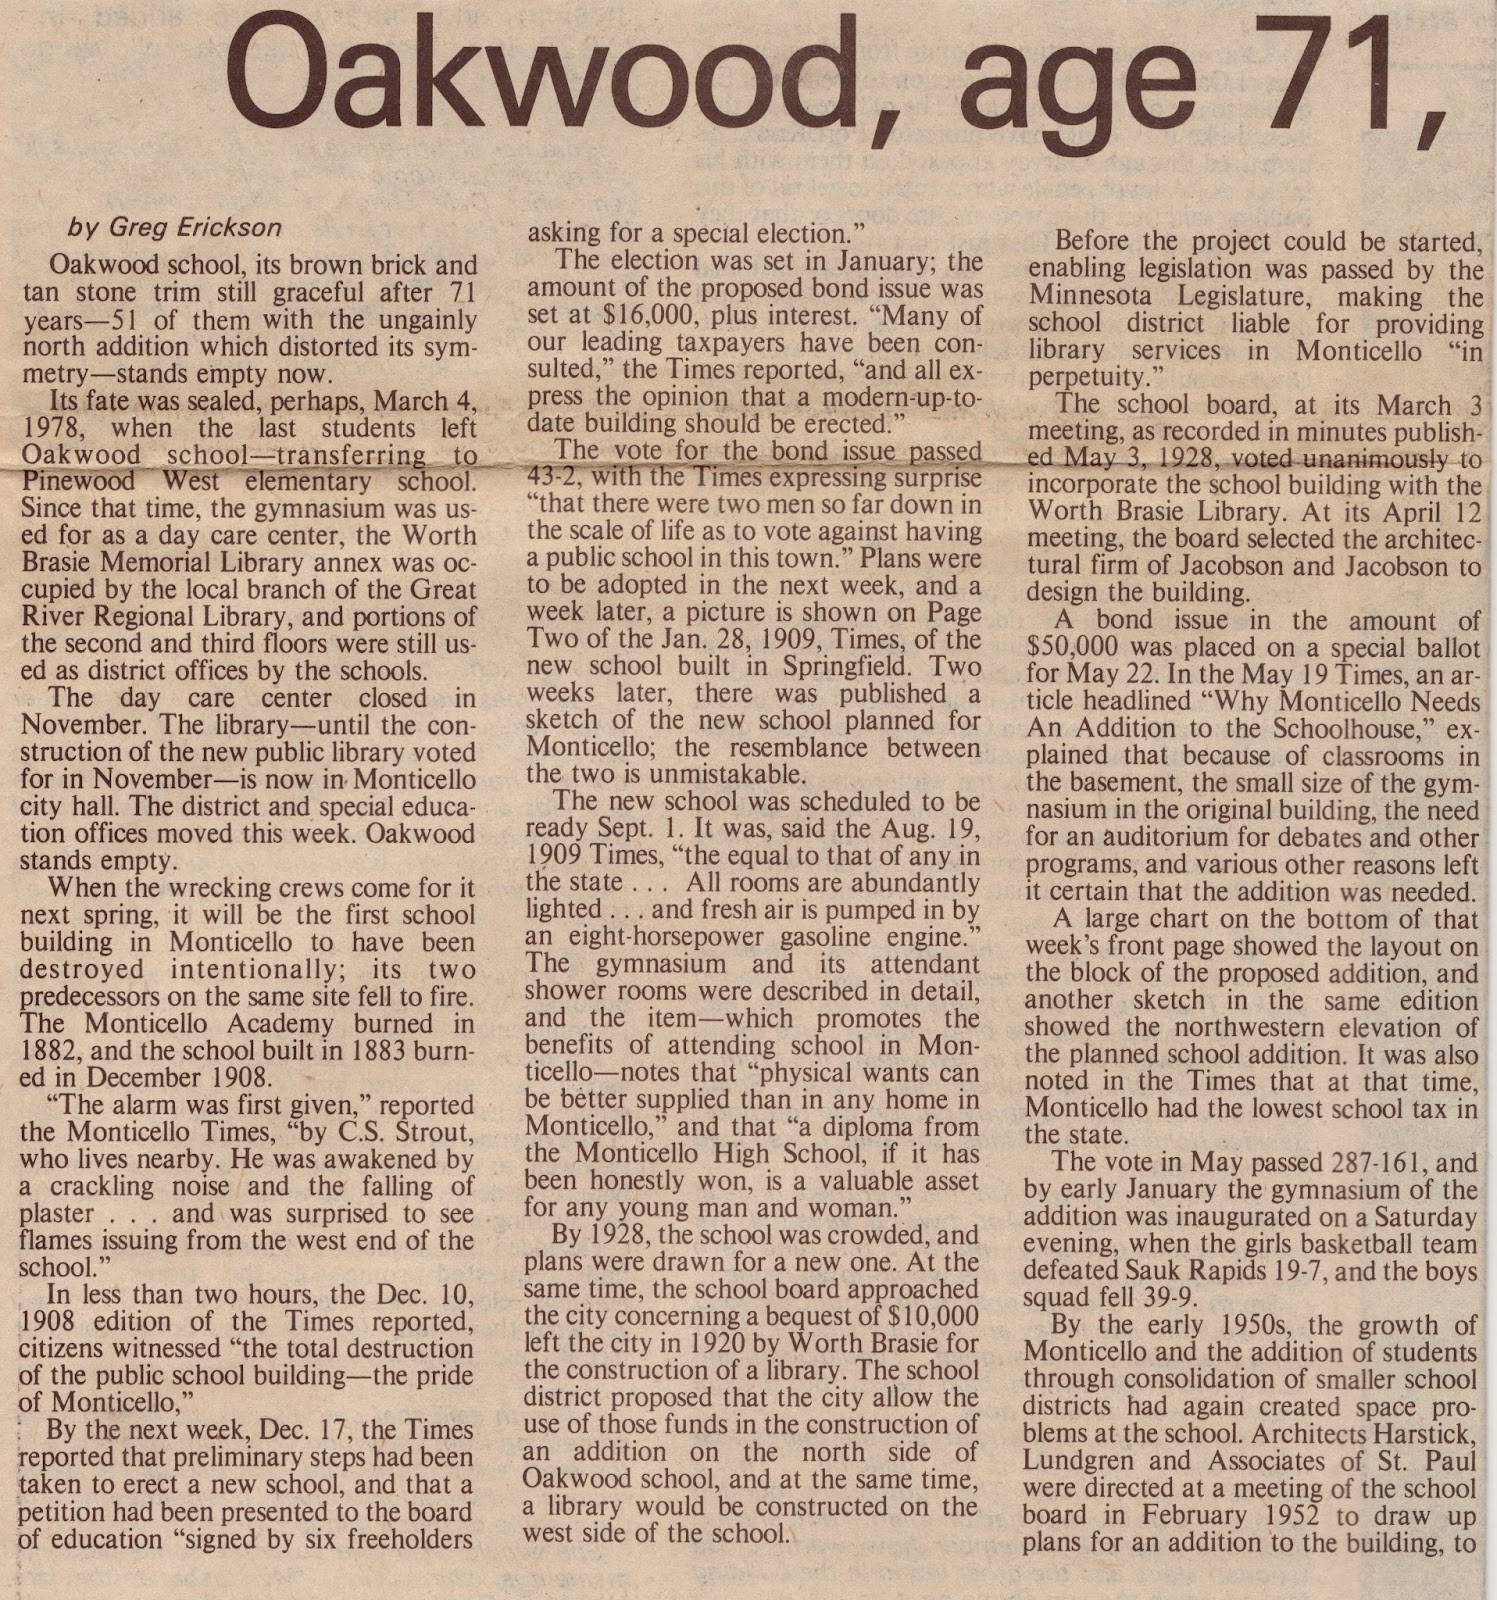 Oakwood, age 71,
by Greg Erickson
Oakwood school, its brown brick and
tan stone trim still graceful after 71
years—51 of them with the ungainly
north addition which distorted its sym-
metry—stands empty now.
Its fate was sealed, perhaps, March 4,
1978, when the last students left
Oakwood school—transferring to
Pinewood West elementary school.
Since that time, the gymnasium was us-
ed for as a day care center, the Worth
Brasie Memorial Library annex was oc-
cupied by the local branch of the Great
River Regional Library, and portions of
the second and third floors were still us-
ed as district offices by the schools.
The day care center closed in
November. The library—until the con-
struction of the new public library voted
for in November—is now in Monticello
city hall. The district and special educa-
tion offices moved this week. Oakwood
stands empty.
When the wrecking crews come for it
next spring, it will be the first school
building in Monticello to have been
destroyed intentionally; its two
predecessors on the same site fell to fire.
The Monticello Academy burned in
1882, and the school built in 1883 burn-
ed in December 1908.
“The alarm was first given,” reported
the Monticello Times, “by C.S. Strout,
who lives nearby. He was awakened by
a crackling noise and the falling of
plaster . . . and was surprised to see
flames issuing from the west end of the
school.”
In less than two hours, the Dec. 10,
1908 edition of the Times reported,
citizens witnessed “the total destruction
of the public school building—the pride
of Monticello,”
By the next week, Dec. 17, the Times
reported that preliminary steps had been
taken to erect a new school, and that a
petition had been presented to the board
of education “signed by six freeholders
asking for a special election.”
The election was set in January; the
amount of the proposed bond issue was
set at $16,000, plus interest. “Many of
our leading taxpayers have been con-
sulted,” the Times reported, “and all ex-
press the opinion that a modern-up-to-
date building should be erected.”
The vote for the bond issue passed
43-2, with the Times expressing surprise
“that there were two men so far down in
the scale of life as to vote against having
a public school in this town.” Plans were
to be adopted in the next week, and a
week later, a picture is shown on Page
Two of the Jan. 28, 1909, Times, of the
new school built in Springfield. Two
weeks later, there was published a
sketch of the new school planned for
Monticello; the resemblance between
the two is unmistakable.
The new school was scheduled to be
ready Sept. 1. It was, said the Aug. 19,
1909 Times, “the equal to that of any in
the state . . . All rooms are abundantly
lighted . . . and fresh air is pumped in by
an eight-horsepower gasoline engine.”
The gymnasium and its attendant
shower rooms were described in detail,
and the item—which promotes the
benefits of attending school in Mon-
ticello—notes that “physical wants can
be better supplied than in any home in
Monticello,” and that “a diploma from
the Monticello High School, if it has
been honestly won, is a valuable asset
for any young man and woman.”
By 1928, the school was crowded, and
plans were drawn for a new one. At the
same time, the school board approached
the city concerning a bequest of $10,000
left the city in 1920 by Worth Brasie for
the construction of a library. The school
district proposed that the city allow the
use of those funds in the construction of
an addition on the north side of
Oakwood school, and at the same time,
a library would be constructed on the
west side of the school.
Before the project could be started,
enabling legislation was passed by the
Minnesota Legislature, making the
school district liable for providing
library services in Monticello “in
perpetuity.”
The school board, at its March 3
meeting, as recorded in minutes publish-
ed May 3, 1928, voted unanimously to
incorporate the school building with the
Worth Brasie Library. At its April 12
meeting, the board selected the architec-
tural firm of Jacobson and Jacobson to
design the building.
A bond issue in the amount of
$50,000 was placed on a special ballot
for May 22. In the May 19 Times, an ar-
ticle headlined “Why Monticello Needs
An Addition to the Schoolhouse,” ex-
plained that because of classrooms in
the basement, the small size of the gym-
nasium in the original building, the need
for an auditorium for debates and other
programs, and various other reasons left
it certain that the addition was needed.
A large chart on the bottom of that
week’s front page showed the layout on
the block of the proposed addition, and
another sketch in the same edition
showed the northwestern elevation of
the planned school addition. It was also
noted in the Times that at that time,
Monticello had the lowest school tax in
the state.
The vote in May passed 287-161, and
by early January the gymnasium of the
addition was inaugurated on a Saturday
evening, when the girls basketball team
defeated Sauk Rapids 19-7, and the boys
squad fell 39-9.
By the early 1950s, the growth of
Monticello and the addition of students
through consolidation of smaller school
districts had again created space pro-
blems at the school. Architects Harstick,
Lundgren and Associates of St. Paul
were directed at a meeting of the school
board in February 1952 to draw up
plans for an addition to the building, to